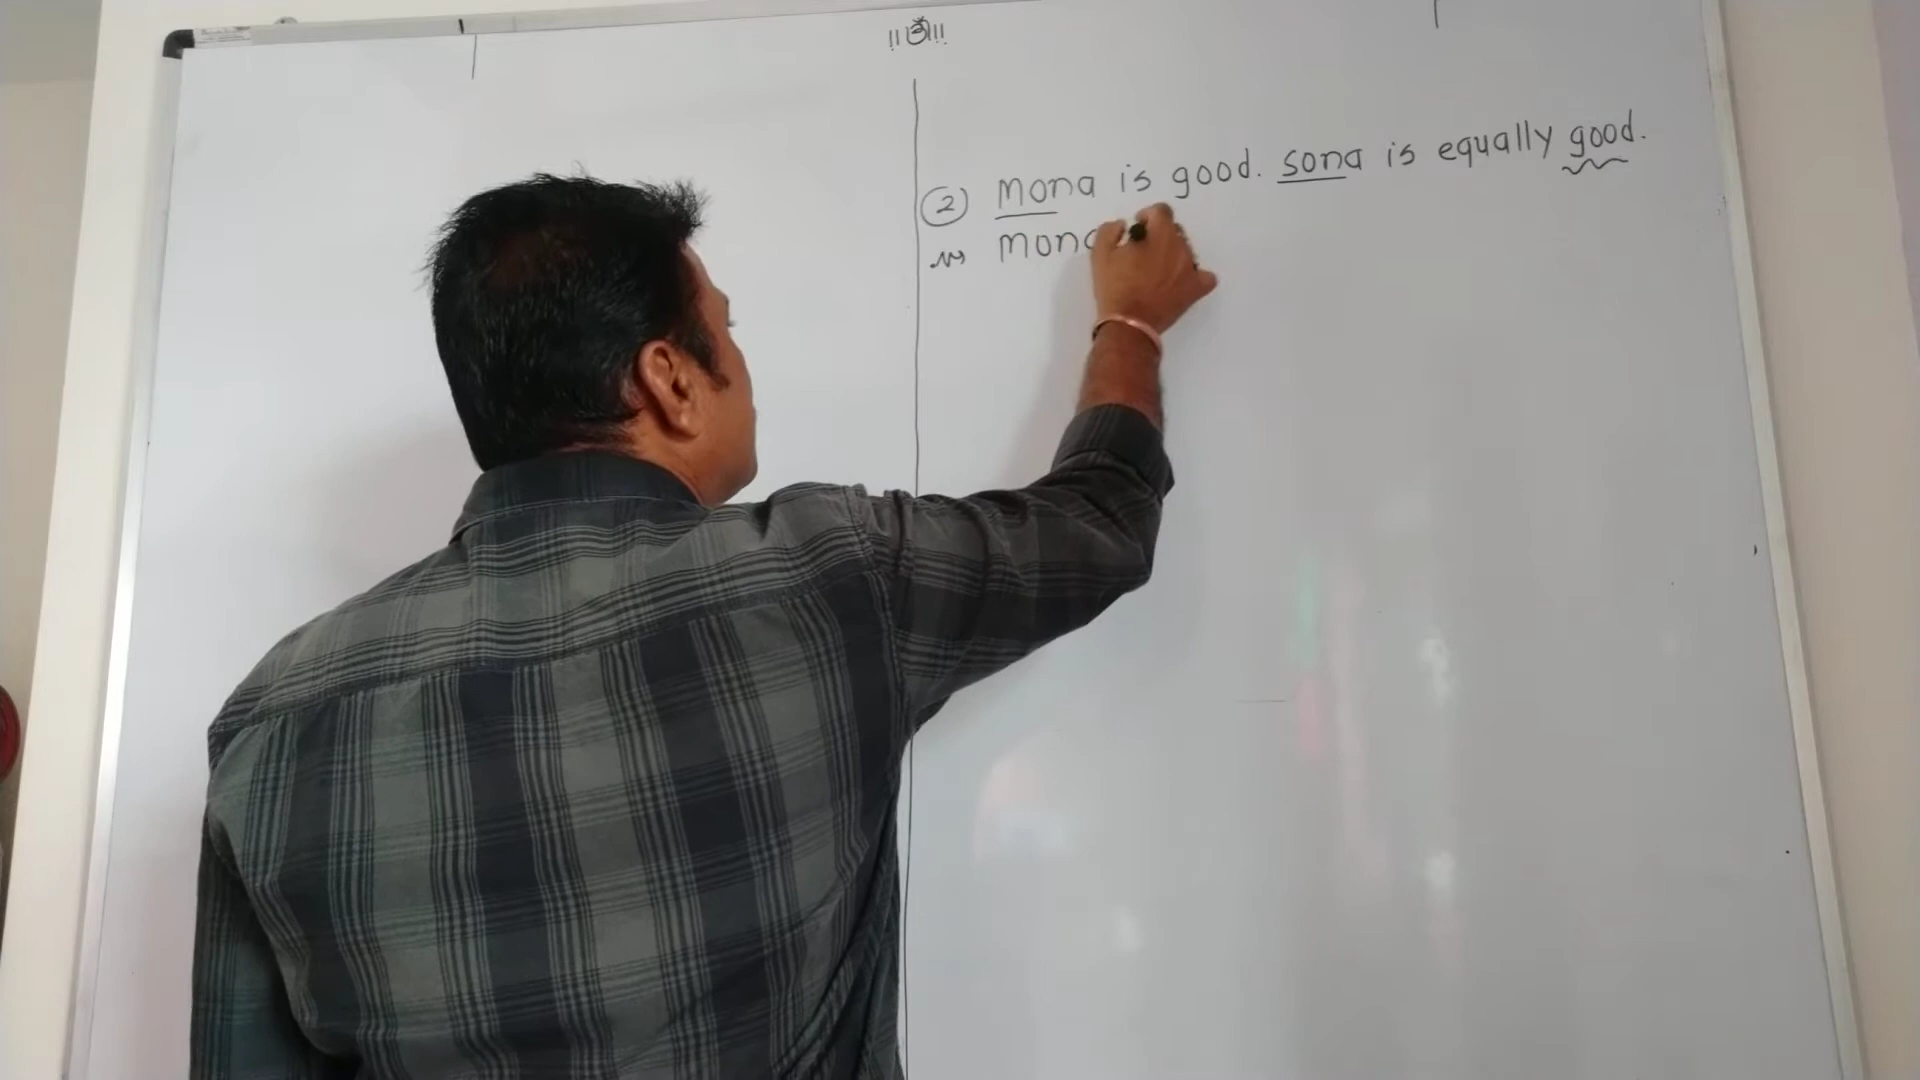 ॥ॐ॥
② Mona is good. sona is equally good.
Mona